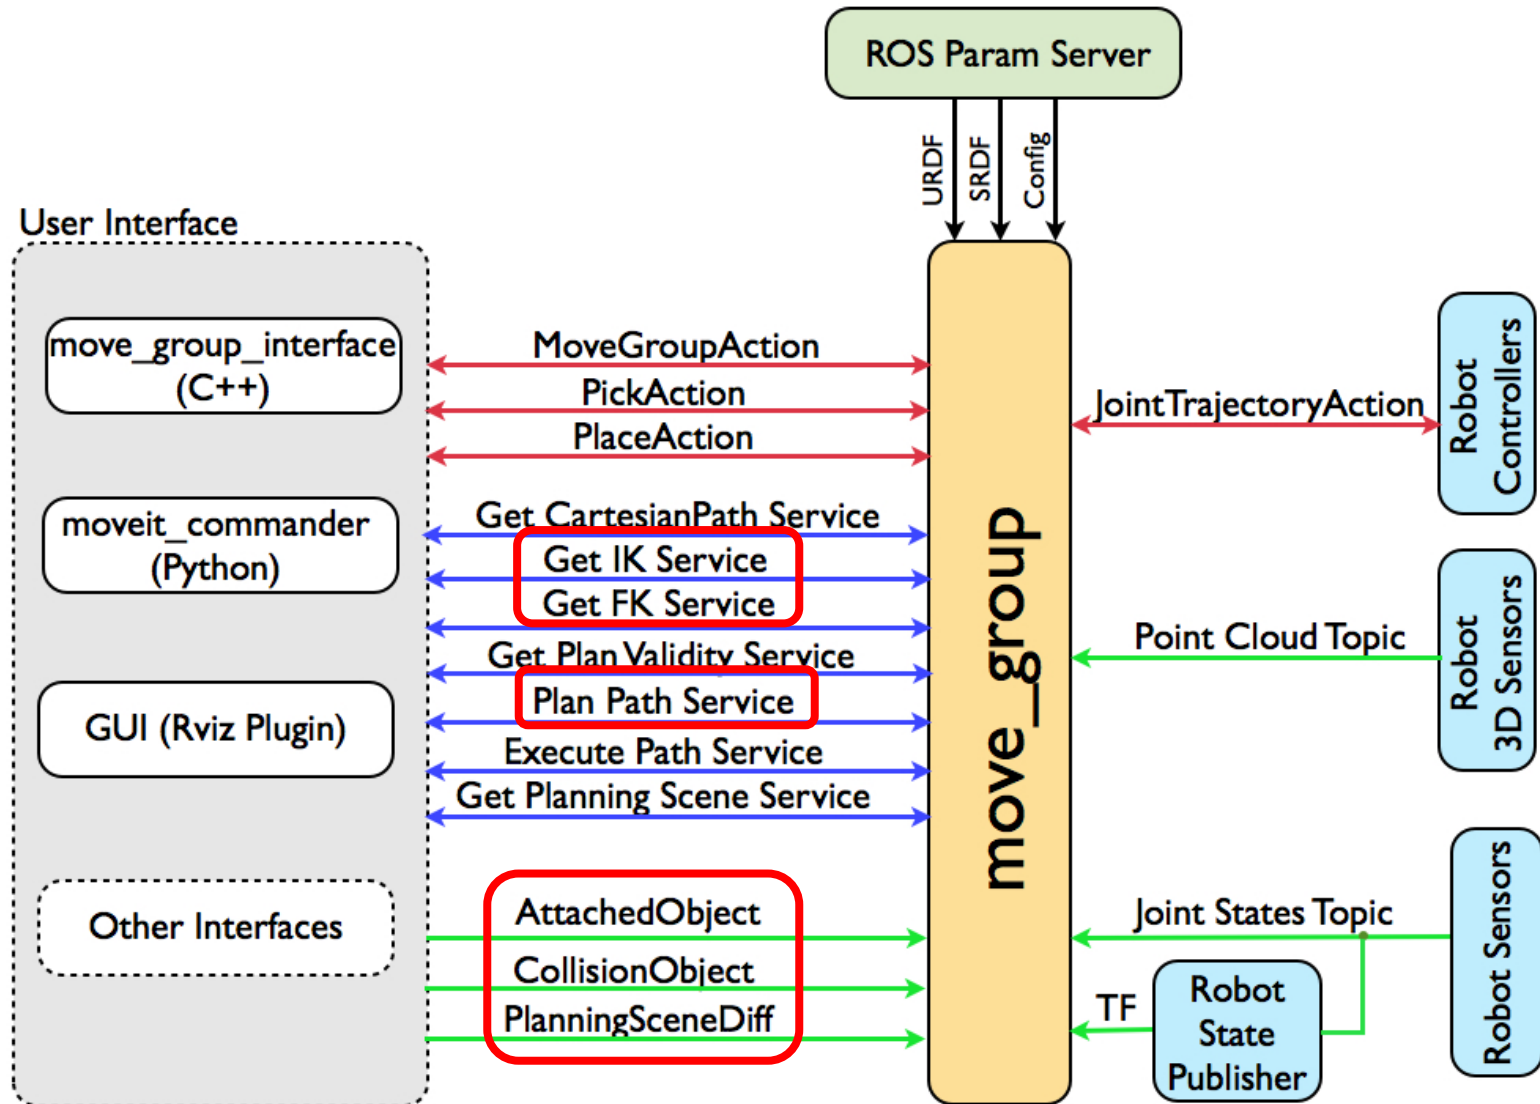 ROS Param Server
URDF
SRDF
Config
User Interface
move_group_interface
(C++)
moveit_commander
(Python)
GUI (Rviz Plugin)
Other Interfaces
MoveGroupAction
PickAction
PlaceAction
Get CartesianPath Service
Get IK Service
Get FK Service
Get Plan Validity Service
Plan Path Service
Execute Path Service
Get Planning Scene Service
AttachedObject
CollisionObject
PlanningSceneDiff
move_group
JointTrajectoryAction
Robot
Controllers
Point Cloud Topic
Robot
3D Sensors
Joint States Topic
Robot Sensors
TF
Robot
State
Publisher